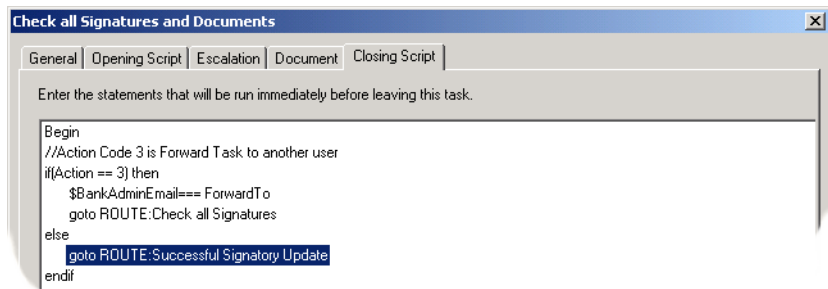 Check all Signatures and Documents
General Opening Script Escalation Document Closing Script
Enter the statements that will be run immediately before leaving this task.
Begin
//Action Code 3 is Forward Task to another user
if(Action == 3) then
$BankAdminEmail=== ForwardTo
goto ROUTE:Check all Signatures
else
goto ROUTE:Successful Signatory Update
endif